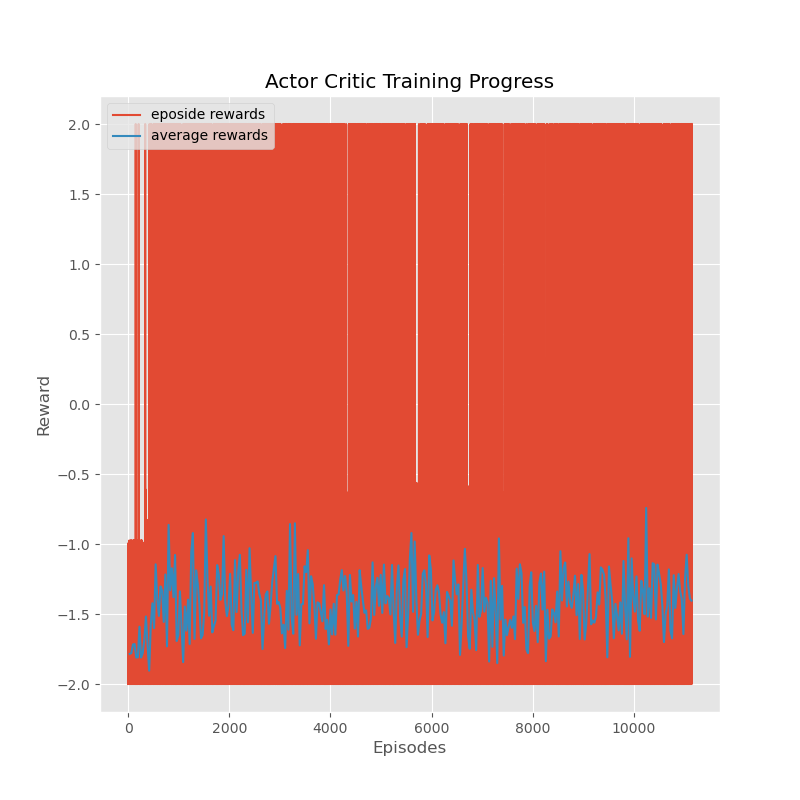 Actor Critic Training Progress
eposide rewards
average rewards
2.0
1.5
1.0
0.5
0.0
−0.5
−1.0
−1.5
−2.0
Reward
0 2000 4000 6000 8000 10000
Episodes